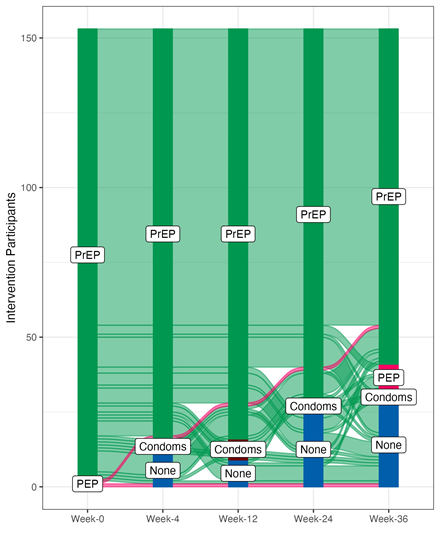 Intervention Participants
150
100
50
0
PrEP
PEP
PrEP
Condoms
None
PrEP
Condoms
None
PrEP
Condoms
None
PrEP
PEP
Condoms
None
Week-0
Week-4
Week-12
Week-24
Week-36